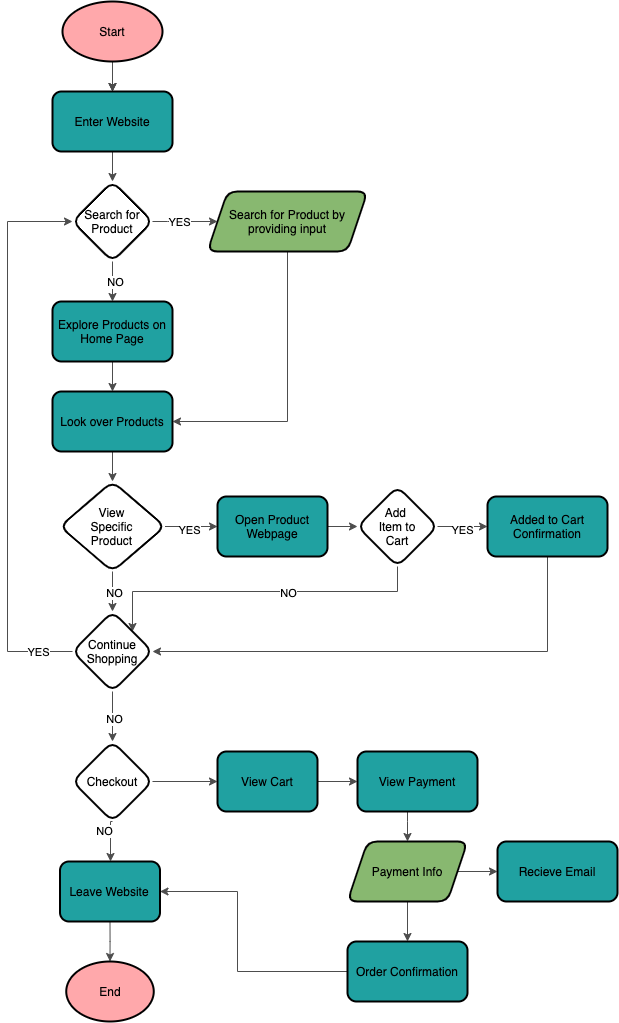 Start
Enter Website
Search for
Product
YES
Search for Product by
providing input
NO
Explore Products on
Home Page
Look over Products
View
Specific
Product
YES
Open Product
Webpage
Add
Item to
Cart
YES
Added to Cart
Confirmation
NO
NO
Continue
Shopping
YES
NO
Checkout
View Cart
View Payment
NO
Payment Info
Recieve Email
Leave Website
Order Confirmation
End